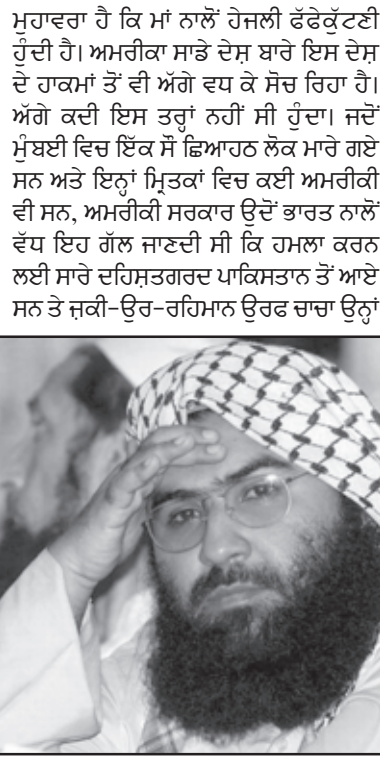 ਮੁਹਾਵਰਾ ਹੈ ਕਿ ਮਾਂ ਨਾਲੋਂ ਹੇਜਲੀ ਫੱਫੇਕੁੱਟਣੀ
ਹੁੰਦੀ ਹੈ। ਅਮਰੀਕਾ ਸਾਡੇ ਦੇਸ਼ ਬਾਰੇ ਇਸ ਦੇਸ਼
ਦੇ ਹਾਕਮਾਂ ਤੋਂ ਵੀ ਅੱਗੇ ਵਧ ਕੇ ਸੋਚ ਰਿਹਾ ਹੈ।
ਅੱਗੇ ਕਦੀ ਇਸ ਤਰ੍ਹਾਂ ਨਹੀਂ ਸੀ ਹੁੰਦਾ। ਜਦੋਂ
ਮੁੰਬਈ ਵਿਚ ਇੱਕ ਸੌ ਛਿਆਹਠ ਲੋਕ ਮਾਰੇ ਗਏ
ਸਨ ਅਤੇ ਇਨ੍ਹਾਂ ਮ੍ਰਿਤਕਾਂ ਵਿਚ ਕਈ ਅਮਰੀਕੀ
ਵੀ ਸਨ, ਅਮਰੀਕੀ ਸਰਕਾਰ ਉਦੋਂ ਭਾਰਤ ਨਾਲੋਂ
ਵੱਧ ਇਹ ਗੱਲ ਜਾਣਦੀ ਸੀ ਕਿ ਹਮਲਾ ਕਰਨ
ਲਈ ਸਾਰੇ ਦਹਿਸ਼ਤਗਰਦ ਪਾਕਿਸਤਾਨ ਤੋਂ ਆਏ
ਸਨ ਤੇ ਜ਼ਕੀ-ਉਰ-ਰਹਿਮਾਨ ਉਰਫ ਚਾਚਾ ਉਨ੍ਹਾਂ